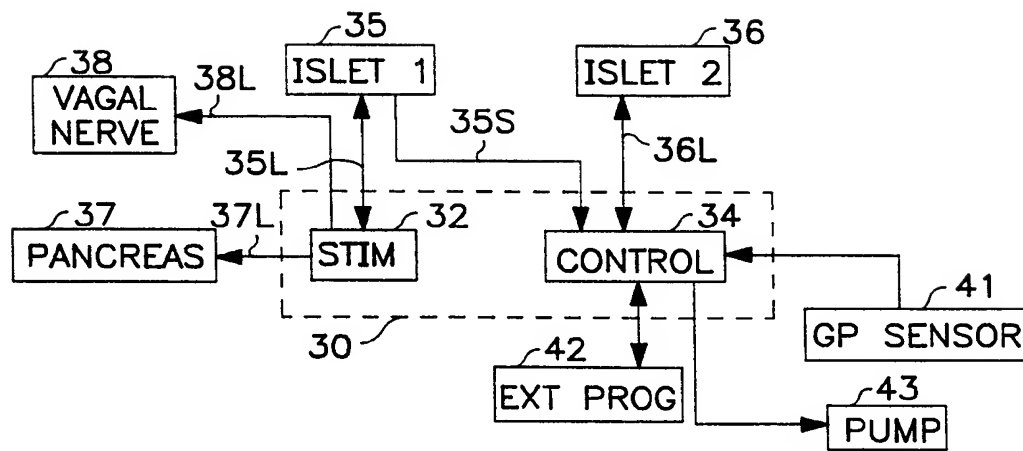 35
ISLET 1
36
ISLET 2
38
VAGAL
NERVE
38L
35S
35L
36L
37
PANCREAS
37L
32
STIM
34
CONTROL
41
GP SENSOR
30
42
EXT PROG
43
PUMP